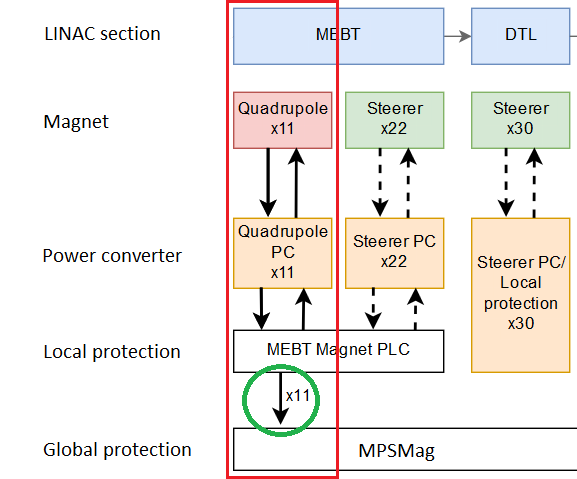 LINAC section
MEBT
DTL
Magnet
Quadrupole
x11
Steerer
x22
Steerer
x30
Power converter
Quadrupole
PC
x11
Steerer PC
x22
Steerer PC/
Local
protection
x30
Local protection
MEBT Magnet PLC
x11
Global protection
MPSMag